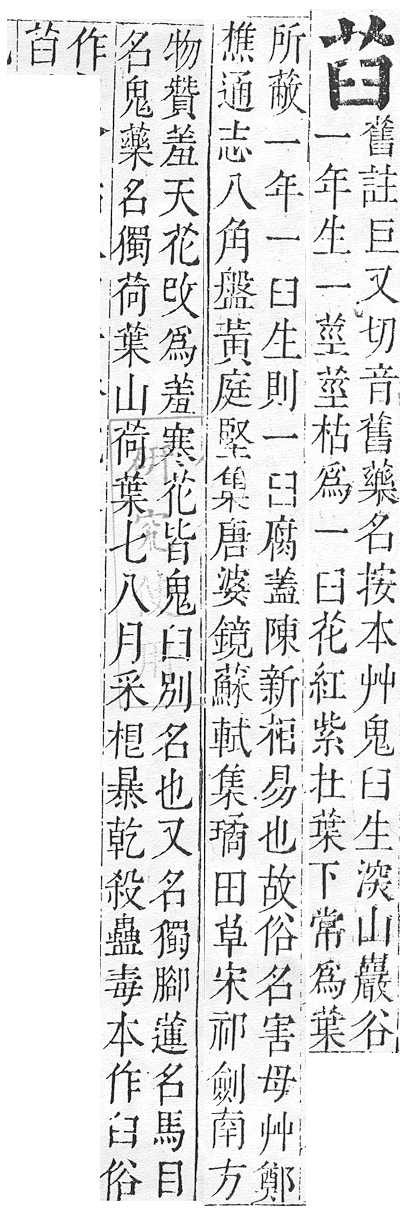 舊註巨又切音舊藥名按本艸鬼臼生深山巖谷
一年生一莖莖枯爲一臼花紅紫在葉下常爲葉
所蔽一年一臼生則一臼腐蓋陳新相易也故俗名害母艸鄭
樵通志八角盤黃庭堅集唐婆鏡蘇軾集璚田草宋祁劍南方
物贊羞天花改爲羞寒花皆鬼臼別名也又名獨腳蓮名馬目
名鬼藥名獨荷葉山荷葉七八月采根暴乾殺蠱毒本作臼俗
作